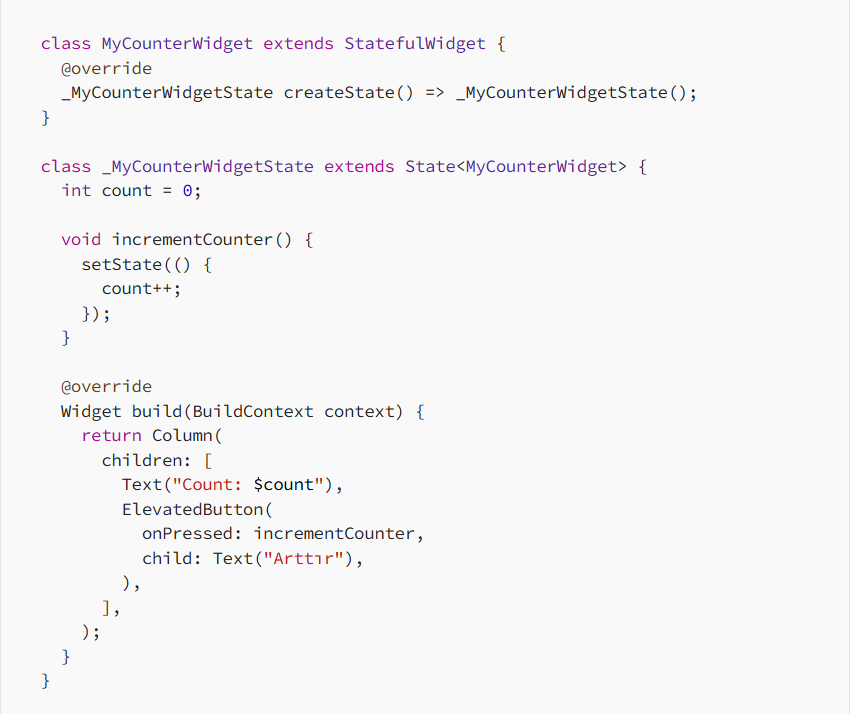 class MyCounterWidget extends StatefulWidget {
  @override
  _MyCounterWidgetState createState() => _MyCounterWidgetState();
}

class _MyCounterWidgetState extends State<MyCounterWidget> {
  int count = 0;

  void incrementCounter() {
    setState(() {
      count++;
    });
  }

  @override
  Widget build(BuildContext context) {
    return Column(
      children: [
        Text("Count: $count"),
        ElevatedButton(
          onPressed: incrementCounter,
          child: Text("Arttır"),
        ),
      ],
    );
  }
}